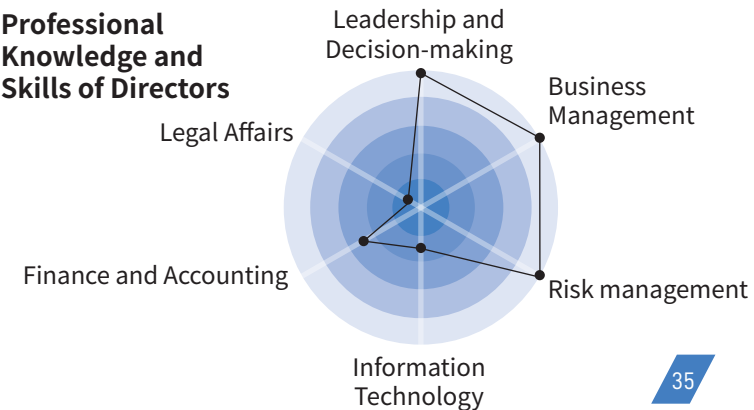 Professional
Knowledge and
Skills of Directors
Leadership and
Decision-making
Business
Management
Legal Affairs
Finance and Accounting
Risk management
Information
Technology
35